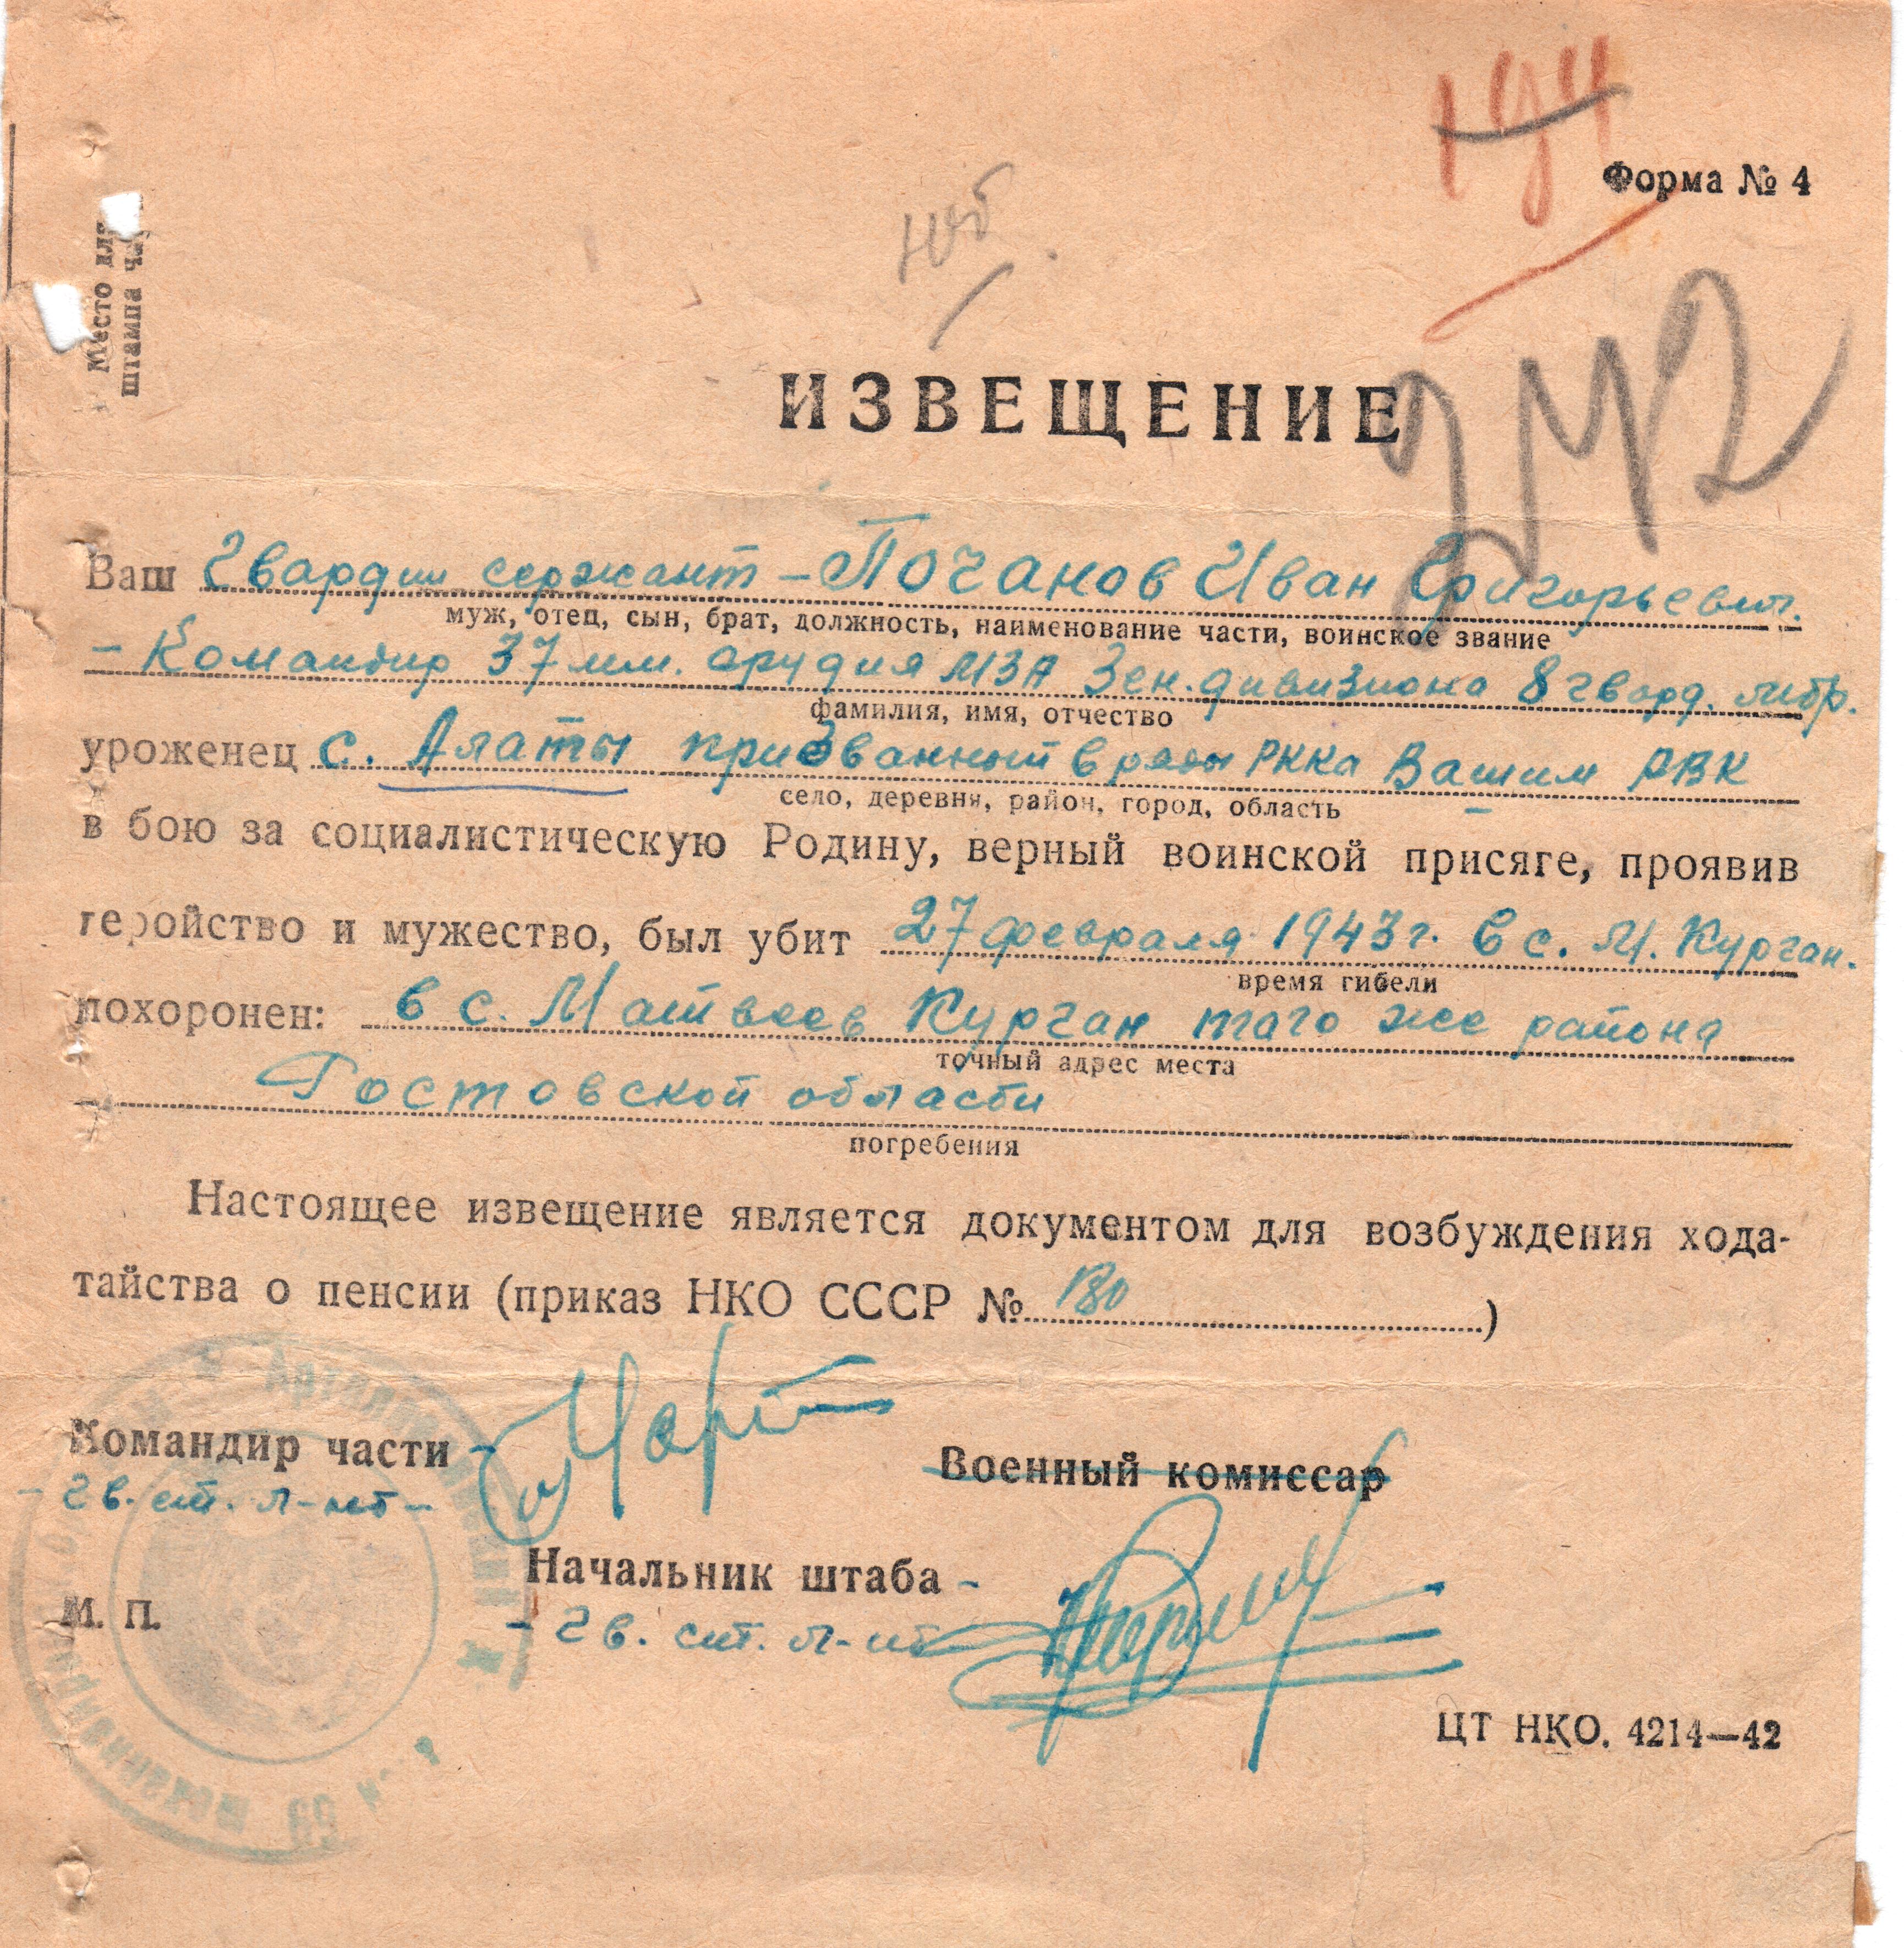 Форма № 4
Место для
штампа ча
242
ИЗВЕЩЕНИЕ
Ваш Гвардии сержант – Поганов Иван Григорьевич.
муж, отец, сын, брат, должность, наименование части, воинское звание
– Командир 37 мм. орудия МЗА Зен. дивизиона 8 гвард. мбр.
фамилия, имя, отчество
уроженец с. Алаты призванный в ряды РККа Вашим РВК
село, деревня, район, город, область
в бою за социалистическую Родину, верный воинской присяге, проявив
геройство и мужество, был убит 27 февраля 1943 г. в с. М. Курган.
время гибели
похоронен: в с. Матвеев Курган того же района
точный адрес места
Ростовской области
погребения
Настоящее извещение является документом для возбуждения хода-
тайства о пенсии (приказ НКО СССР № 130)
Командир части –
– гв. ст. л-нт –
Военный комиссар
Начальник штаба –
– гв. ст. л-нт
М. П.
ЦТ НКО. 4214—42